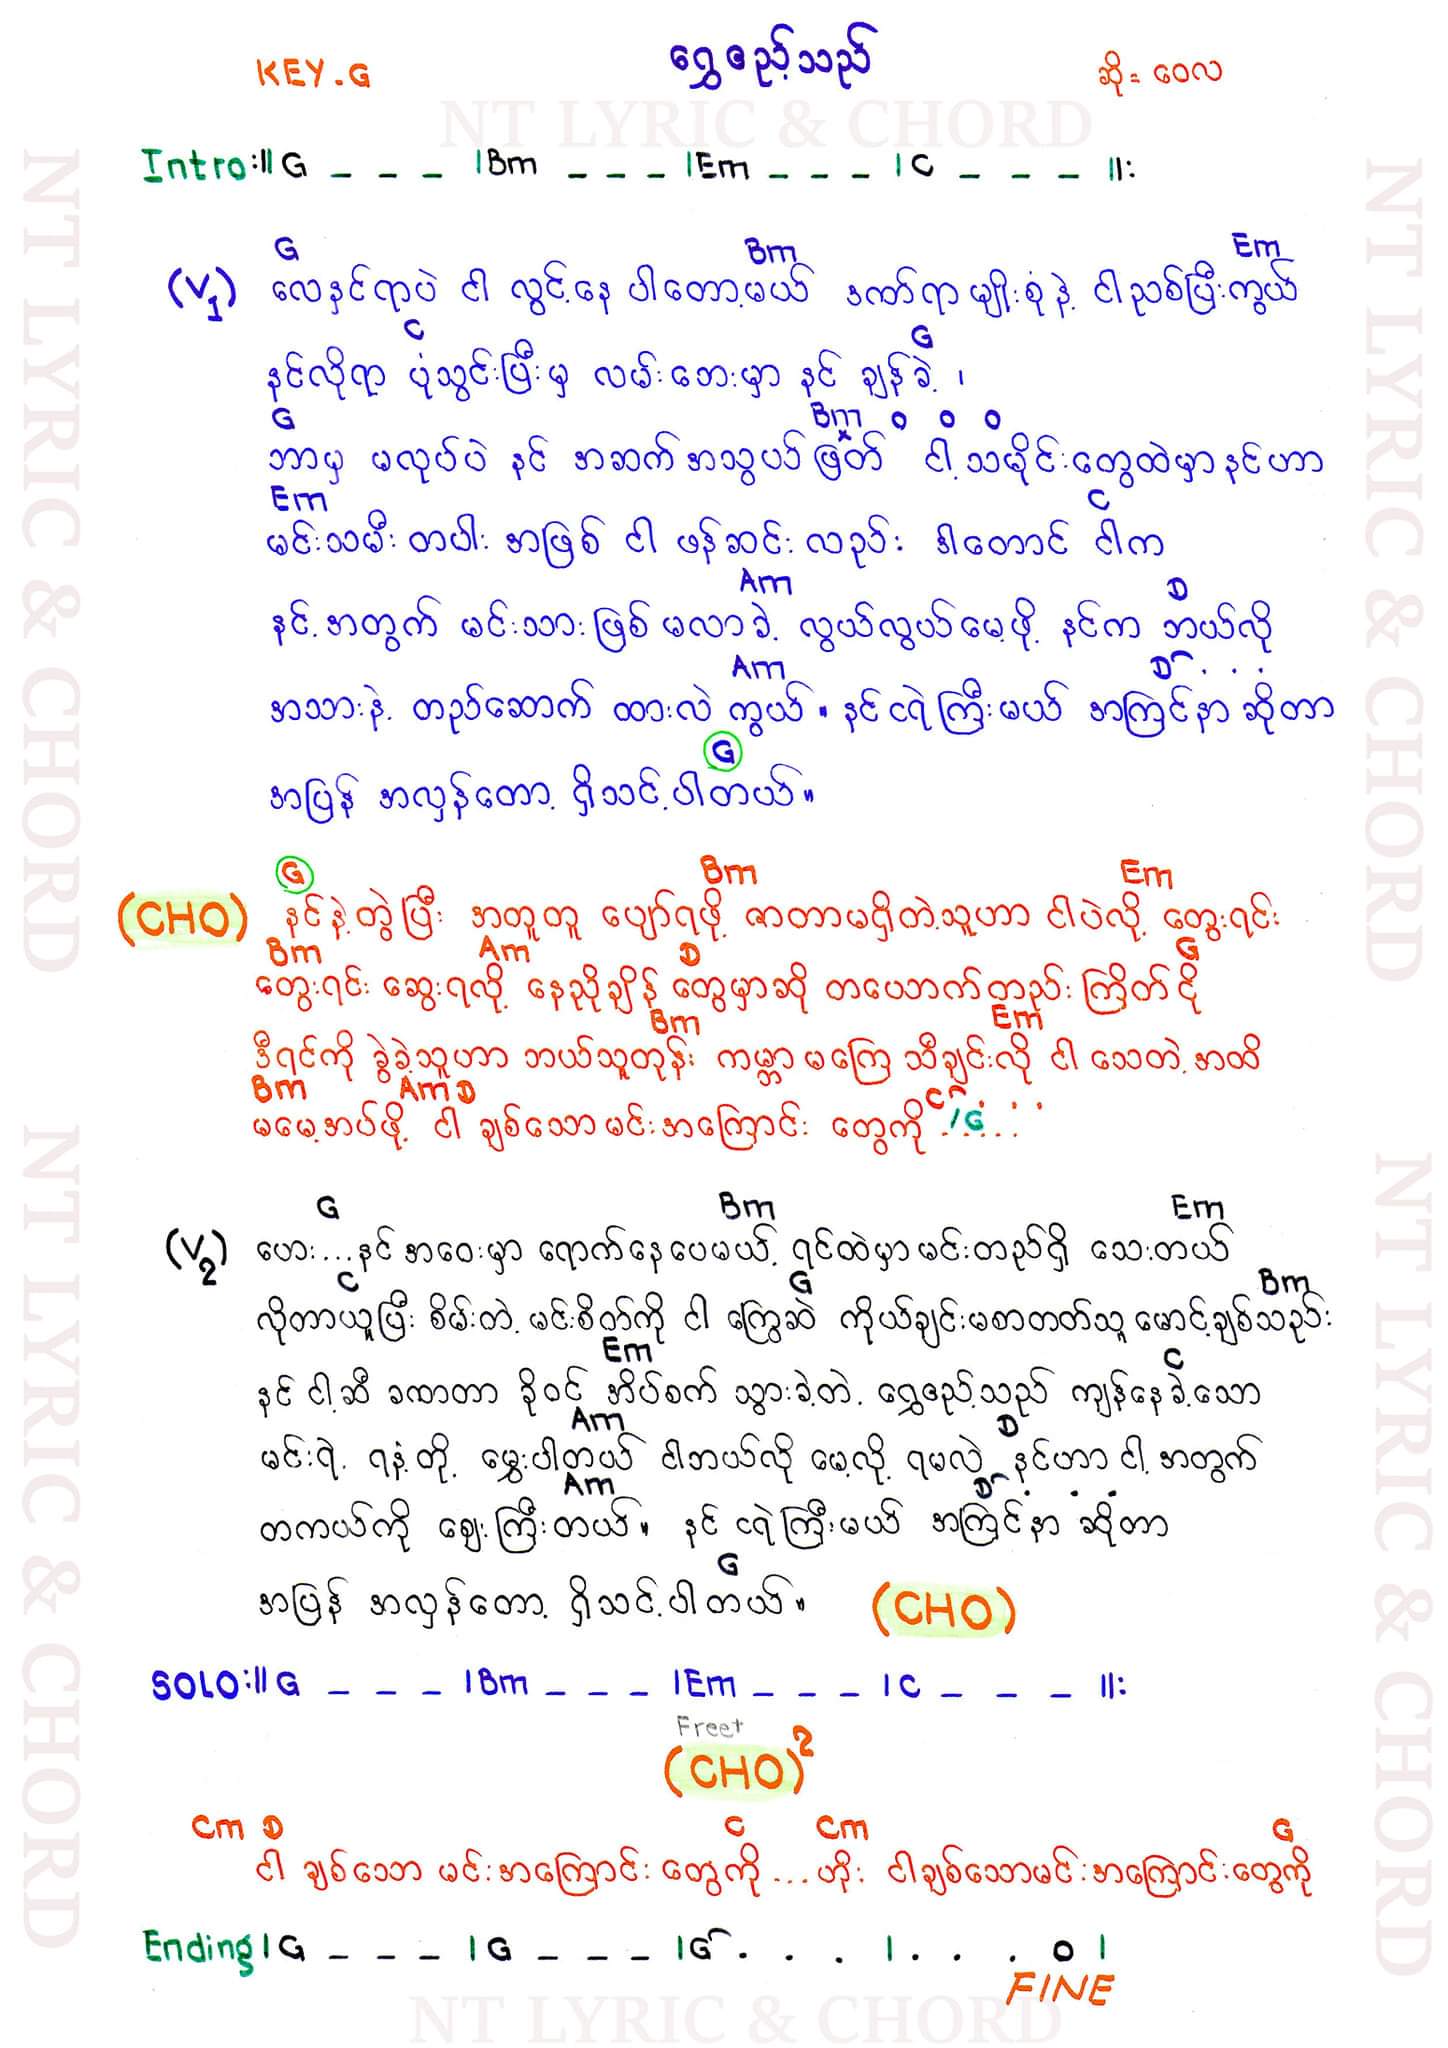 KEY.G ရွှေဧည့်သည် ဆို = ဝေလ
NT LYRIC & CHORD
Intro:|| G _ _ _ |Bm _ _ _ |Em _ _ _ |C _ _ _ ||:
G Bm Em
(V1) လေနှင်ရာပဲ ငါ လွင့်နေ ပါတော့မယ် ဒဏ်ရာမျိုးစုံနဲ့ ငါညစ်ပြီးကွယ်
C G
နင်လိုရာ ပုံသွင်းပြီးမှ လမ်းဘေးမှာ နင် ချန်ခဲ့ ၊
G Bm o o o
ဘာမှ မလုပ်ပဲ နင် အဆက်အသွယ်ဖြတ် ငါ့သမိုင်းတွေထဲမှာနင်ဟာ
Em C
မင်းသမီး တပါး အဖြစ် ငါ ဖန်ဆင်းလည်း ဒါတောင် ငါက
Am D
နင့်အတွက် မင်းသားဖြစ်မလာခဲ့ လွယ်လွယ်မေ့ဖို့ နင်က ဘယ်လို
Am D . . .
အသားနဲ့ တည်ဆောက် ထားလဲ ကွယ်။ နင်ငရဲကြီးမယ် အကြင်နာဆိုတာ
G
အပြန် အလှန်တော့ ရှိသင့်ပါတယ်။
G Bm Em
(CHO) နင်နဲ့တွဲပြီး အတူတူ ပျော်ရဖို့ ဇာတာမရှိတဲ့သူဟာ ငါပဲလို့ တွေးရင်း
Bm Am D G
တွေးရင်း ဆွေးရလို့ နေညိုချိန် တွေမှာဆို တယောက်တည်းကြိတ်ငို
Bm Em
ဒီရင်ကို ခွဲခဲ့သူဟာ ဘယ်သူတုန်း ကမ္ဘာမကြေ သီချင်းလို ငါ သေတဲ့အထိ
Bm Am D C . . .
မမေ့အပ်ဖို့ ငါ ချစ်သောမင်းအကြောင်း တွေကို /G . . . . .
G Bm Em
(V2) ဟေး...နင်အဝေးမှာ ရောက်နေပေမယ့် ရင်ထဲမှာမင်းတည်ရှိ သေးတယ်
C G Bm
လိုတာယူပြီး စိမ်းတဲ့ မင်းစိတ်ကို ငါ ကြွေဆဲ ကိုယ်ချင်းမစာတတ်သူ မောင့်ချစ်သည်း
Em C
နင် ငါ့ဆီ ခဏတာ ခိုဝင် အိပ်စက် သွားခဲ့တဲ့ ရွှေဧည့်သည် ကျန်နေခဲ့သော
Am D
မင်းရဲ့ ရနံ့တို့ မွှေးပါတယ် ငါဘယ်လို မေ့လို့ ရမလဲ နင်ဟာငါ့အတွက်
Am D . . .
တကယ်ကို ဈေးကြီးတယ်။ နင် ငရဲကြီးမယ် အကြင်နာ ဆိုတာ
G
အပြန် အလှန်တော့ ရှိသင့်ပါတယ်။ (CHO)
SOLO:|| G _ _ _ |Bm _ _ _ |Em _ _ _ |C _ _ _ ||:
Freet
(CHO)2
Cm D C Cm G
ငါ ချစ်သော မင်းအကြောင်း တွေကို ... ဟိုး ငါချစ်သောမင်းအကြောင်းတွေကို
Ending|G _ _ _ |G _ _ _ |G . . . | . . . o |
FINE
NT LYRIC & CHORD
NT LYRIC & CHORD
NT LYRIC & CHORD
NT LYRIC & CHORD
NT LYRIC & CHORD